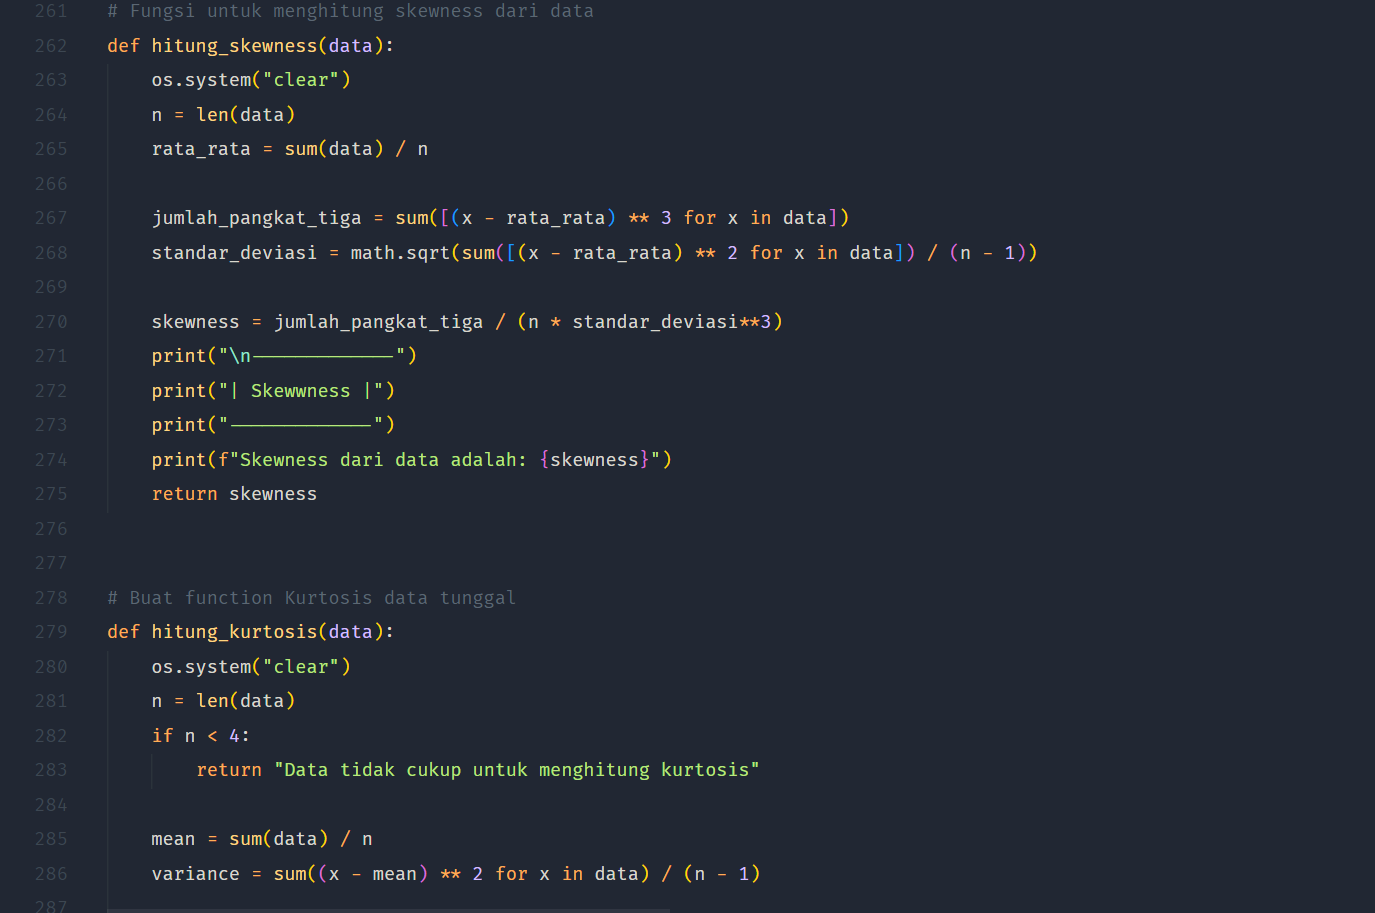 261 # Fungsi untuk menghitung skewness dari data
262 def hitung_skewness(data):
263     os.system("clear")
264     n = len(data)
265     rata_rata = sum(data) / n
266
267     jumlah_pangkat_tiga = sum([(x - rata_rata) ** 3 for x in data])
268     standar_deviasi = math.sqrt(sum([(x - rata_rata) ** 2 for x in data]) / (n - 1))
269
270     skewness = jumlah_pangkat_tiga / (n * standar_deviasi**3)
271     print("\n-------------")
272     print("| Skewwness |")
273     print("-------------")
274     print(f"Skewness dari data adalah: {skewness}")
275     return skewness
276
277
278 # Buat function Kurtosis data tunggal
279 def hitung_kurtosis(data):
280     os.system("clear")
281     n = len(data)
282     if n < 4:
283         return "Data tidak cukup untuk menghitung kurtosis"
284
285     mean = sum(data) / n
286     variance = sum((x - mean) ** 2 for x in data) / (n - 1)
287